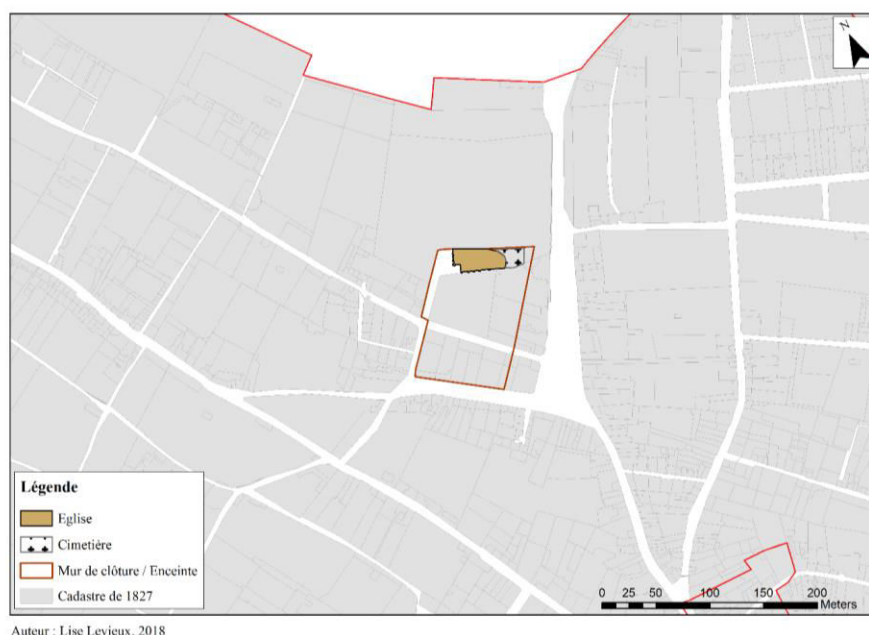 N
Légende
Eglise
Cimetière
Mur de clôture / Enceinte
Cadastre de 1827
0 25 50 100 150 200
Meters
Auteur : Lise Levieux, 2018